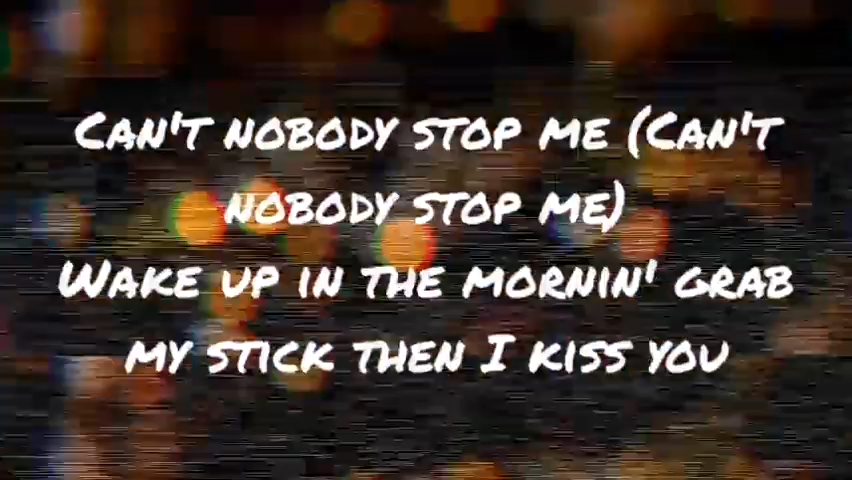 Can't nobody stop me (Can't
nobody stop me)
Wake up in the mornin' grab
my stick then I kiss you